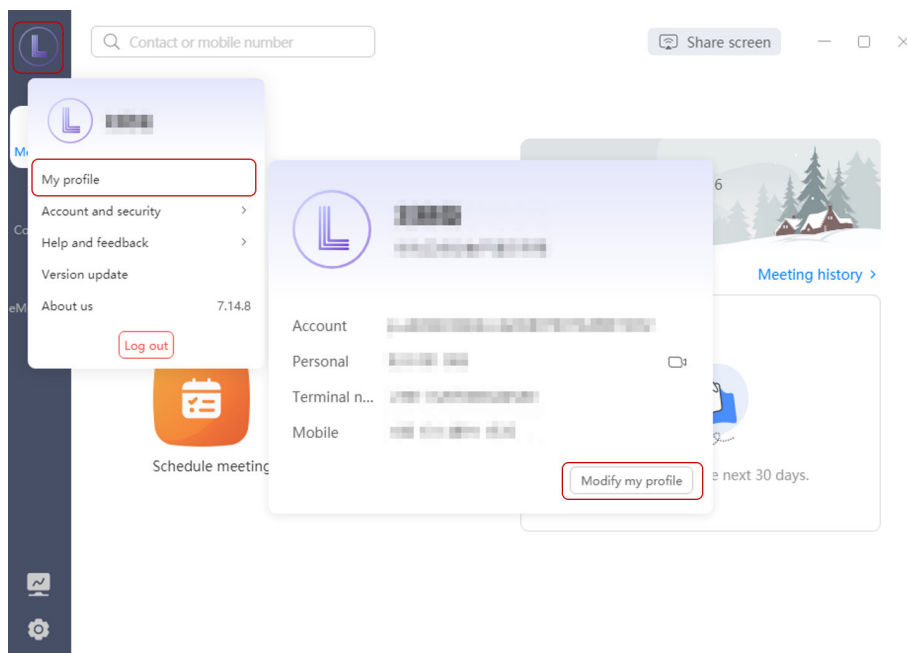 Contact or mobile number
Share screen
My profile
Account and security
Help and feedback
Version update
About us 7.14.8
Log out
Schedule meeting
Account
Personal
Terminal n...
Mobile
Modify my profile
6
Meeting history
next 30 days.